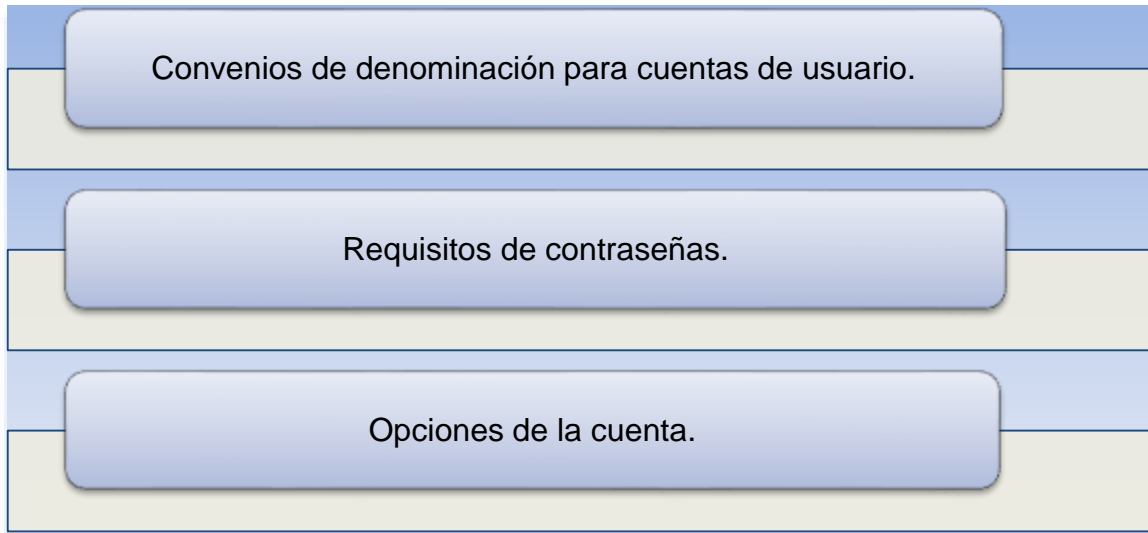 Convenios de denominación para cuentas de usuario.
Requisitos de contraseñas.
Opciones de la cuenta.